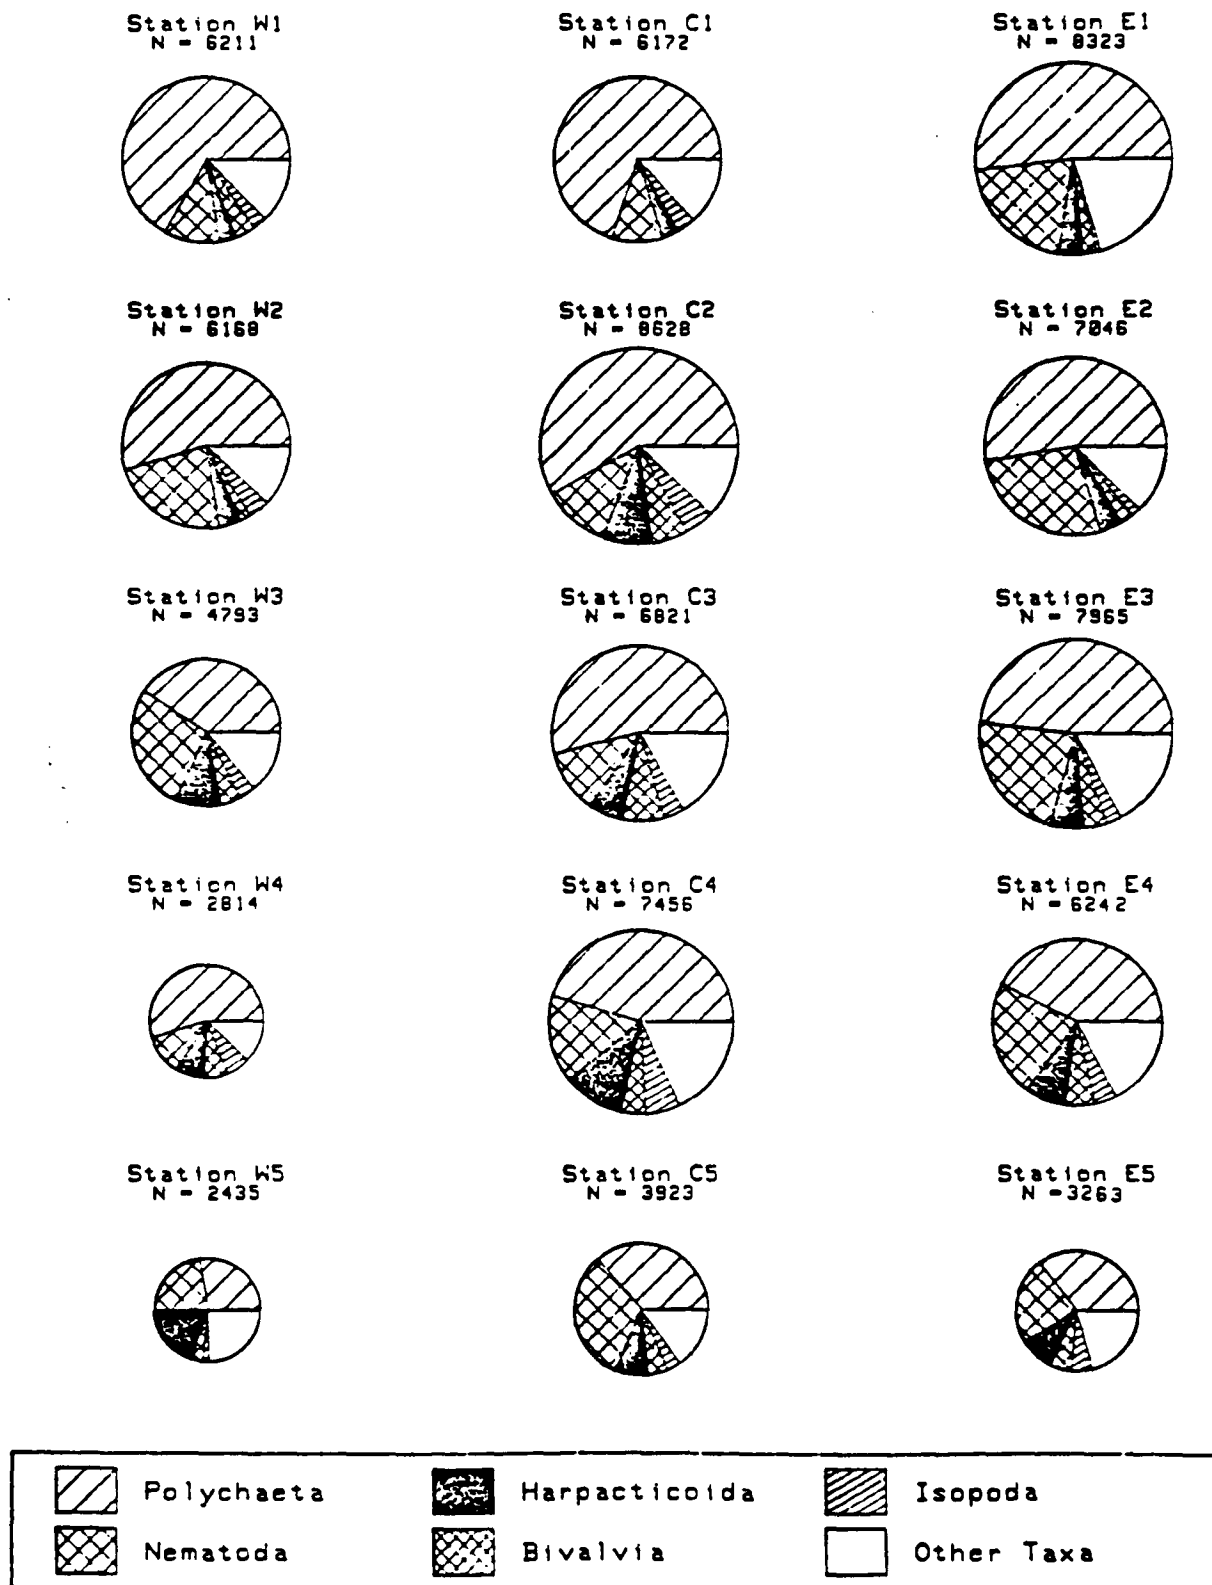 Station W1
N = 6211
Station C1
N = 6172
Station E1
N = 8323
Station W2
N = 6168
Station C2
N = 8628
Station E2
N = 7046
Station W3
N = 4793
Station C3
N = 6821
Station E3
N = 7965
Station W4
N = 2814
Station C4
N = 7456
Station E4
N = 6242
Station W5
N = 2435
Station C5
N = 3923
Station E5
N =3263
Polychaeta
Harpacticoida
Isopoda
Nematoda
Bivalvia
Other Taxa